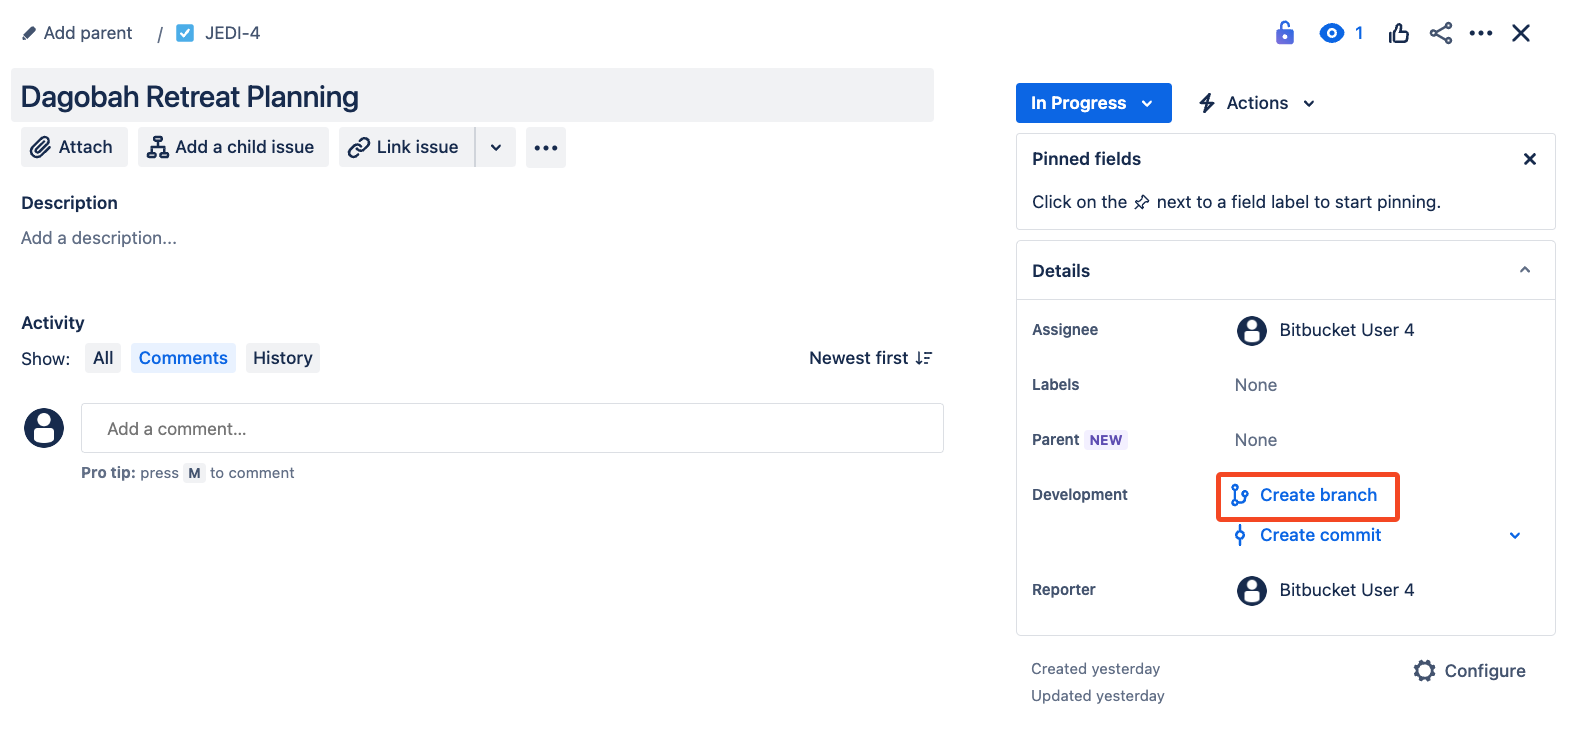 Add parent / JEDI-4
1
Dagobah Retreat Planning
Attach
Add a child issue
Link issue
Description
Add a description...
Activity
Show: All Comments History
Newest first
Add a comment...
Pro tip: press M to comment
In Progress
Actions
Pinned fields
Click on the next to a field label to start pinning.
Details
Assignee Bitbucket User 4
Labels None
Parent NEW None
Development Create branch
Create commit
Reporter Bitbucket User 4
Created yesterday
Updated yesterday
Configure